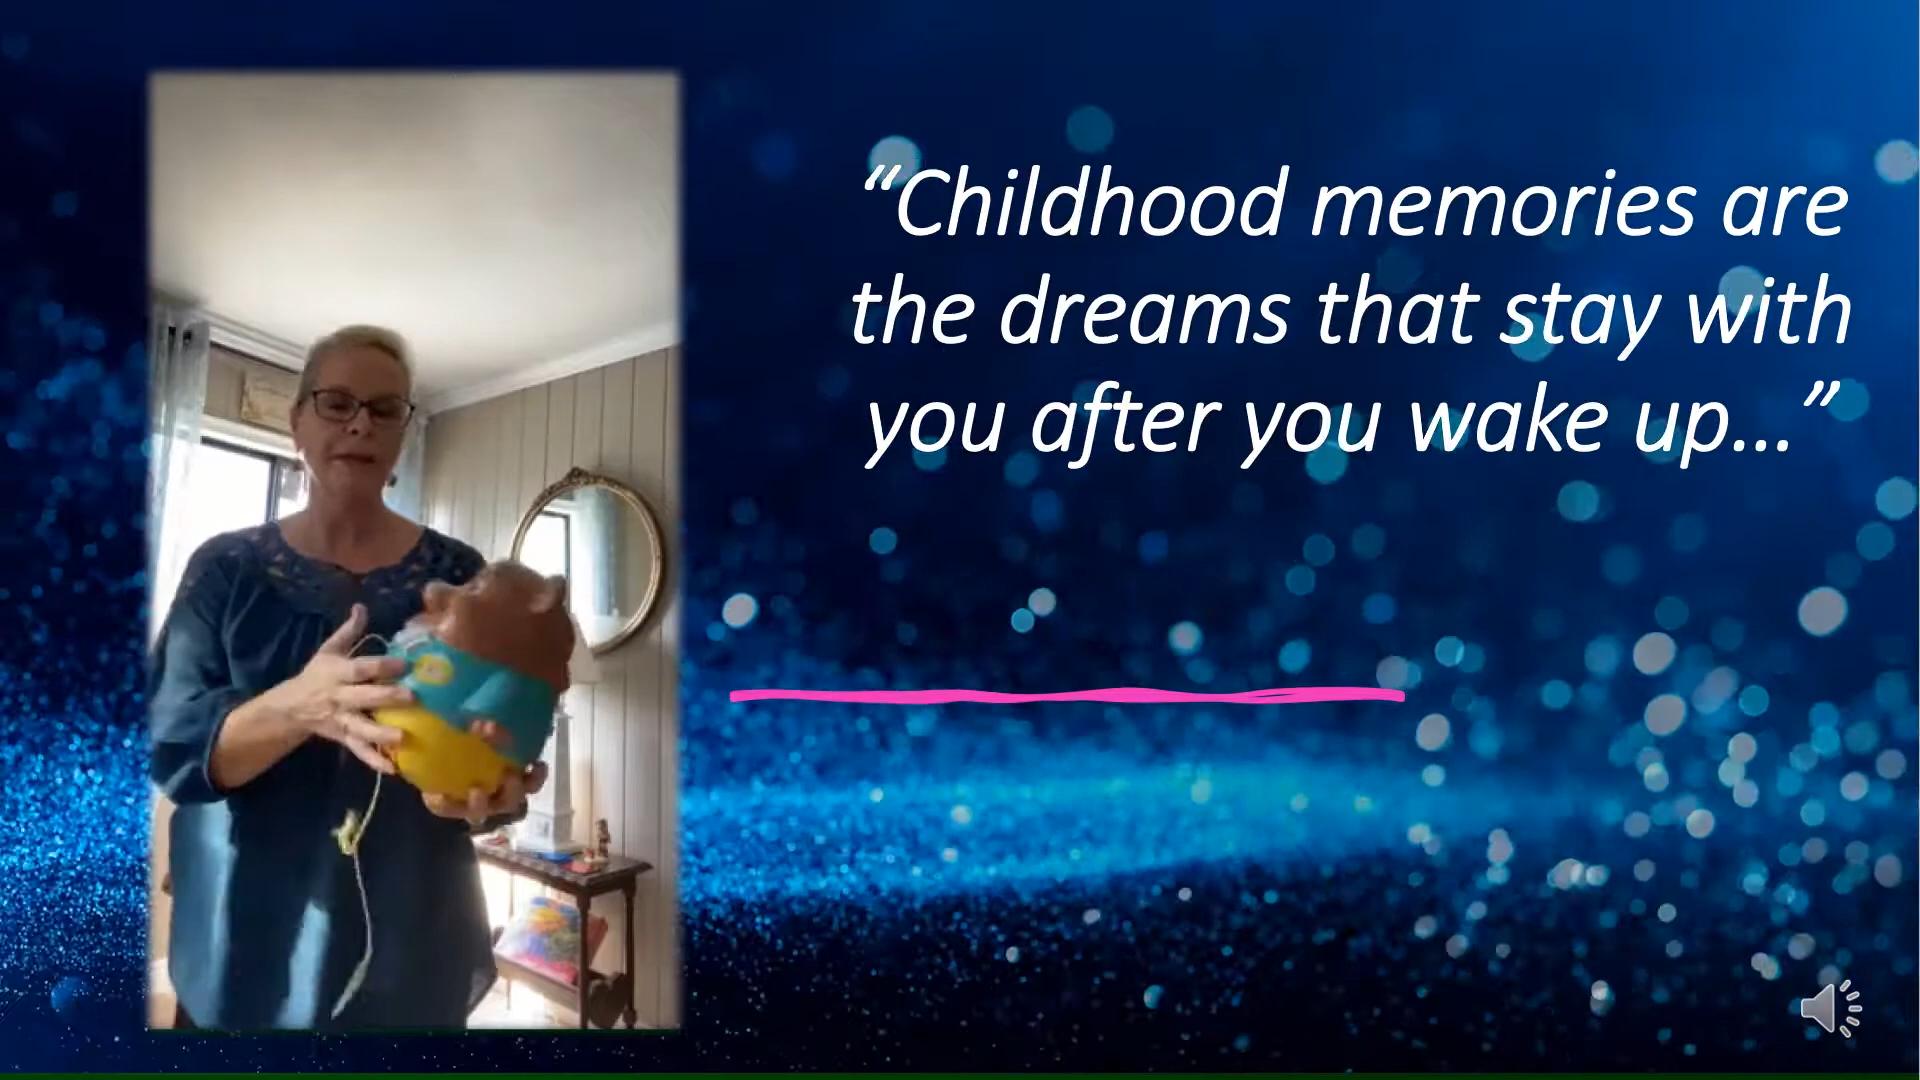 “Childhood memories are
the dreams that stay with
you after you wake up...”